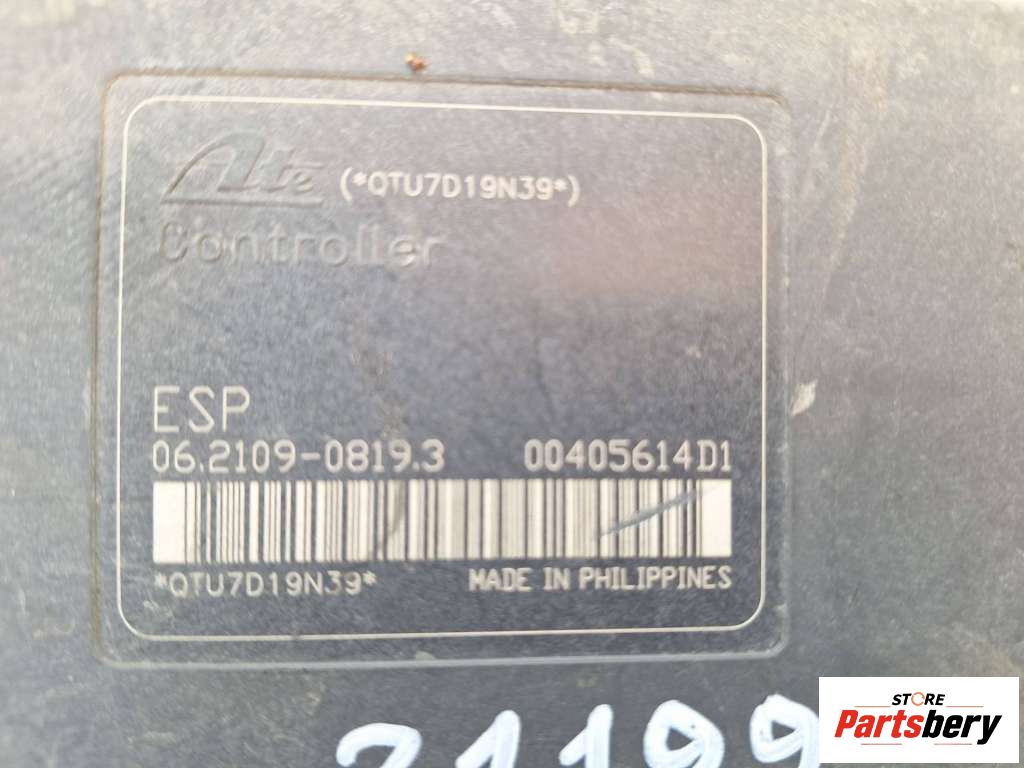 Ate (*QTU7D19N39*)
Controller
ESP
06.2109-0819.3 00405614D1
*QTU7D19N39* MADE IN PHILIPPINES
STORE
Partsbery